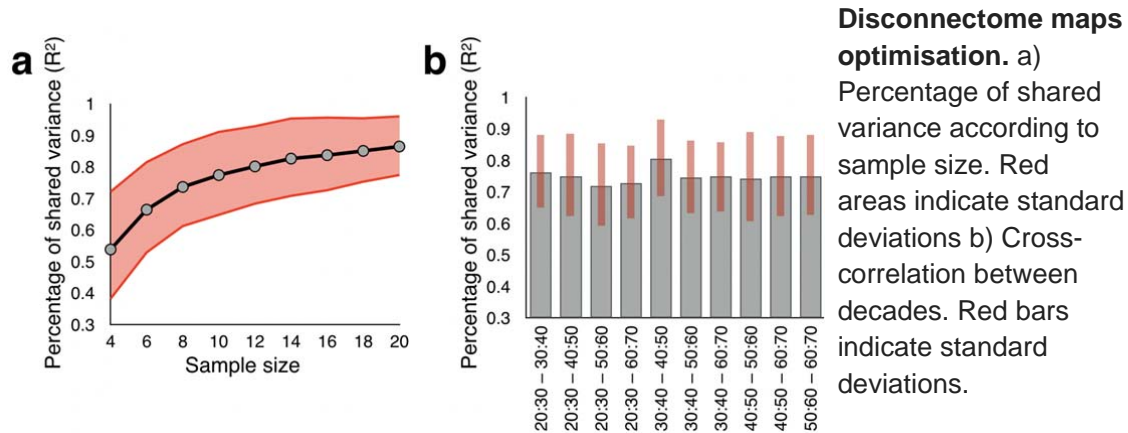 a
Percentage of shared variance (R²)
1
0.9
0.8
0.7
0.6
0.5
0.4
0.3
4 6 8 10 12 14 16 18 20
Sample size
b
Percentage of shared variance (R²)
1
0.9
0.8
0.7
0.6
0.5
0.4
0.3
20:30 – 30:40
20:30 – 40:50
20:30 – 50:60
20:30 – 60:70
30:40 – 40:50
30:40 – 50:60
30:40 – 60:70
40:50 – 50:60
40:50 – 60:70
50:60 – 60:70
Disconnectome maps
optimisation. a)
Percentage of shared
variance according to
sample size. Red
areas indicate standard
deviations b) Cross-
correlation between
decades. Red bars
indicate standard
deviations.